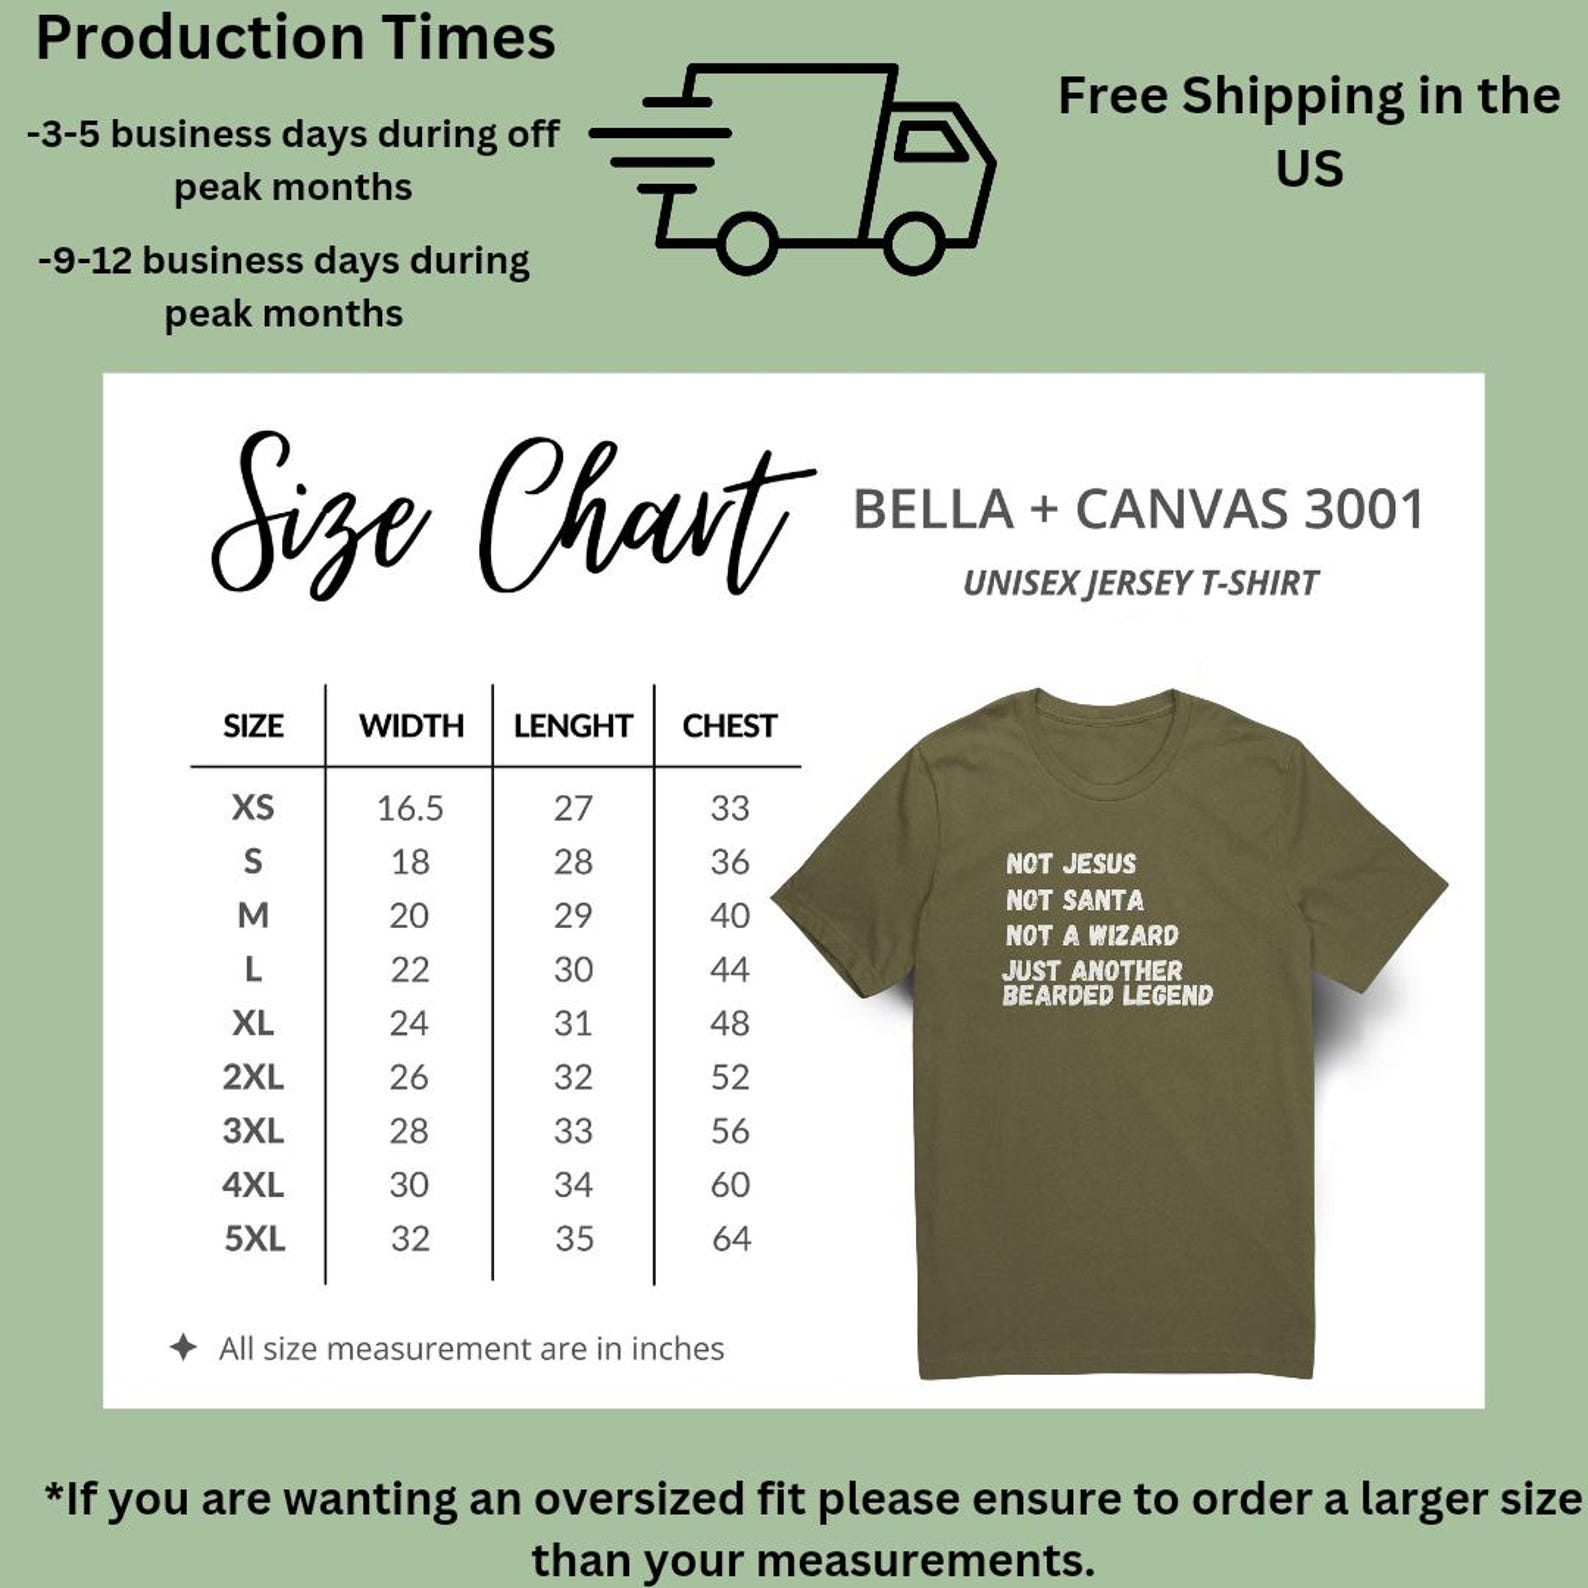 Production Times
-3-5 business days during off
peak months
-9-12 business days during
peak months
Free Shipping in the
US
Size Chart
BELLA + CANVAS 3001
UNISEX JERSEY T-SHIRT
SIZE WIDTH LENGHT CHEST
XS 16.5 27 33
S 18 28 36
M 20 29 40
L 22 30 44
XL 24 31 48
2XL 26 32 52
3XL 28 33 56
4XL 30 34 60
5XL 32 35 64
All size measurement are in inches
NOT JESUS
NOT SANTA
NOT A WIZARD
JUST ANOTHER
BEARDED LEGEND
*If you are wanting an oversized fit please ensure to order a larger size
than your measurements.